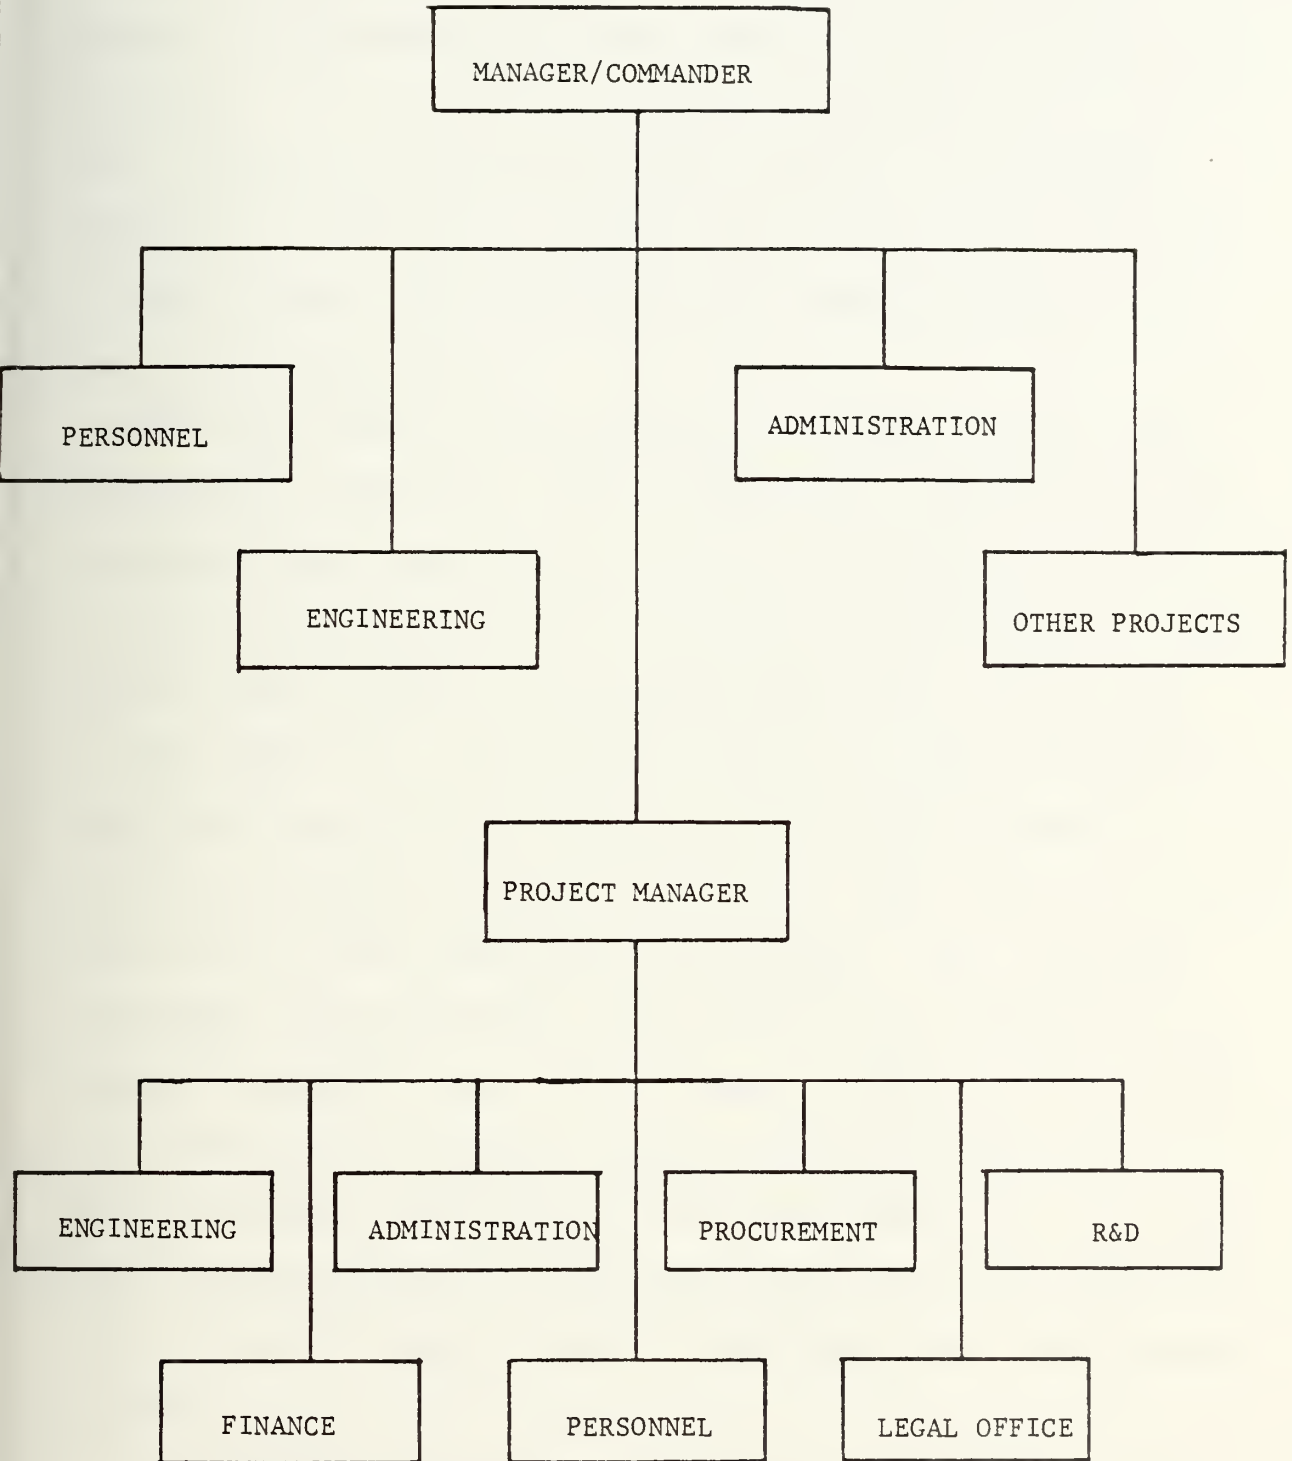 MANAGER/COMMANDER
PERSONNEL
ADMINISTRATION
ENGINEERING
OTHER PROJECTS
PROJECT MANAGER
ENGINEERING
ADMINISTRATION
PROCUREMENT
R&D
FINANCE
PERSONNEL
LEGAL OFFICE